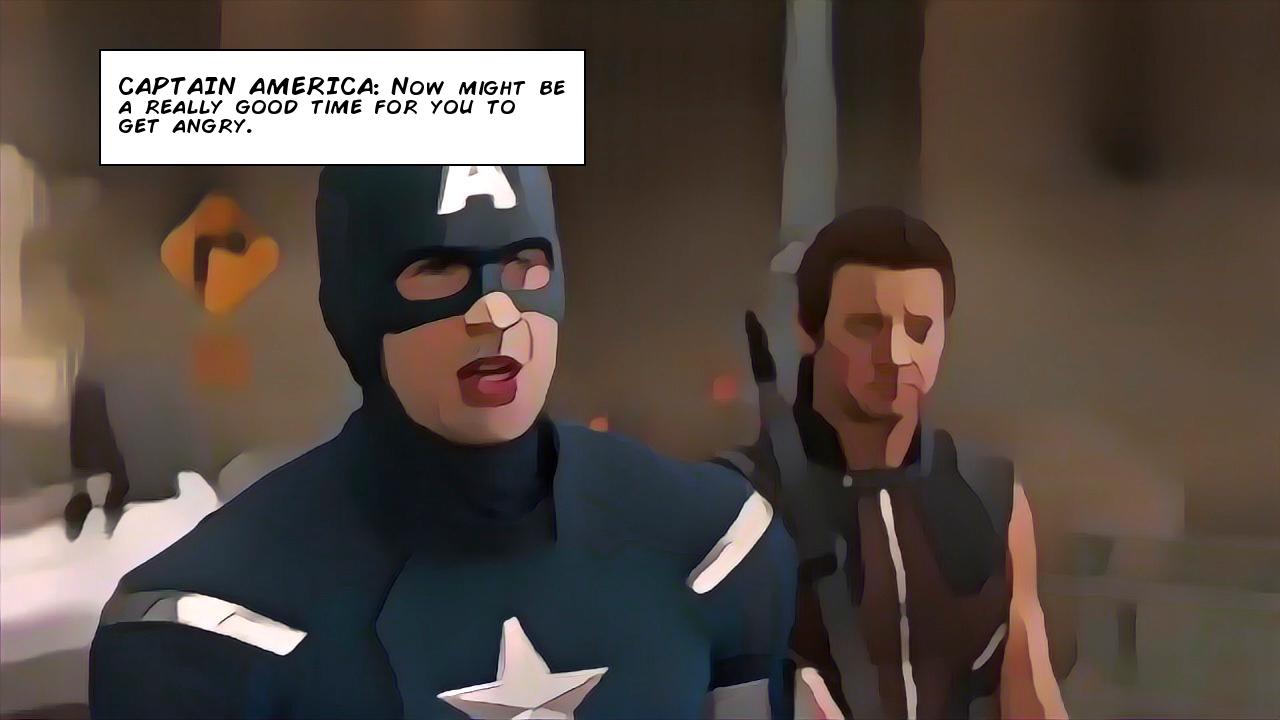 CAPTAIN AMERICA: NOW MIGHT BE
A REALLY GOOD TIME FOR YOU TO
GET ANGRY.
A